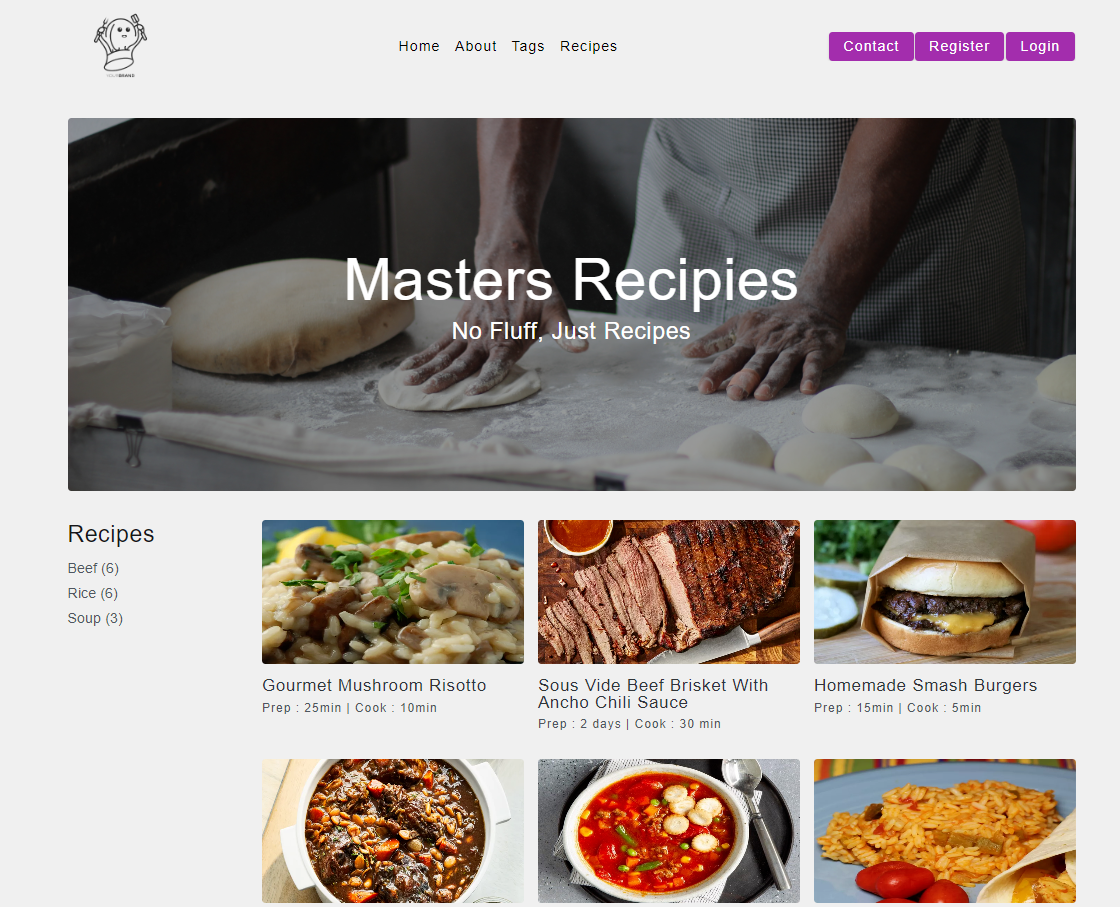 YOUR BRAND
Home About Tags Recipes
Contact Register Login
Masters Recipies
No Fluff, Just Recipes
Recipes
Beef (6)
Rice (6)
Soup (3)
Gourmet Mushroom Risotto
Prep : 25min | Cook : 10min
Sous Vide Beef Brisket With
Ancho Chili Sauce
Prep : 2 days | Cook : 30 min
Homemade Smash Burgers
Prep : 15min | Cook : 5min